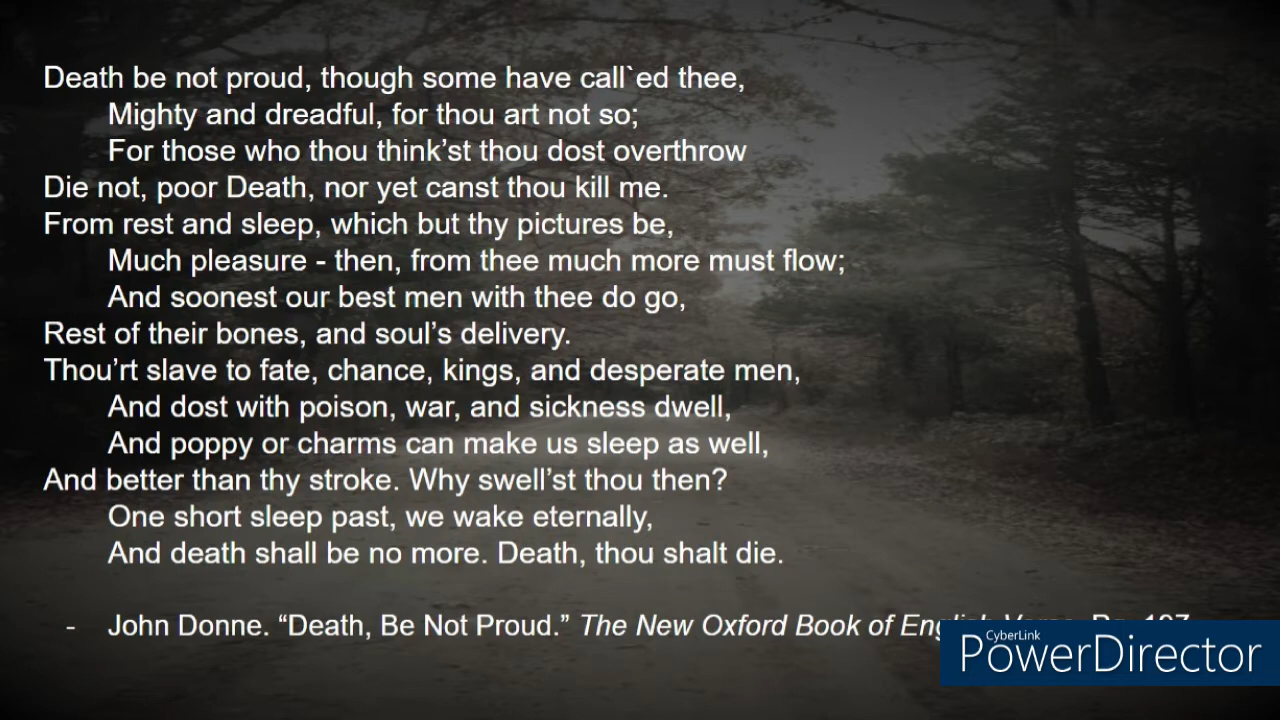 Death be not proud, though some have call`ed thee,
Mighty and dreadful, for thou art not so;
For those who thou think’st thou dost overthrow
Die not, poor Death, nor yet canst thou kill me.
From rest and sleep, which but thy pictures be,
Much pleasure - then, from thee much more must flow;
And soonest our best men with thee do go,
Rest of their bones, and soul’s delivery.
Thou’rt slave to fate, chance, kings, and desperate men,
And dost with poison, war, and sickness dwell,
And poppy or charms can make us sleep as well,
And better than thy stroke. Why swell’st thou then?
One short sleep past, we wake eternally,
And death shall be no more. Death, thou shalt die.
- John Donne. “Death, Be Not Proud.” The New Oxford Book of English
CyberLink
PowerDirector